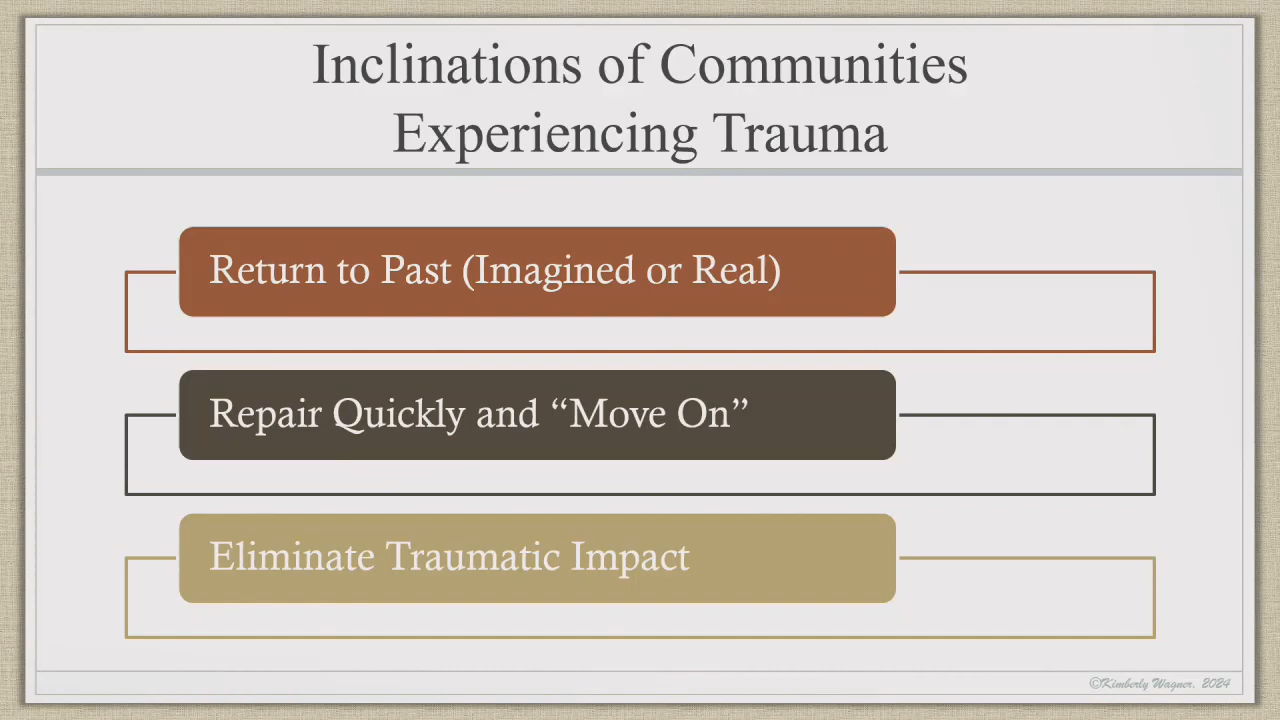 Inclinations of Communities
Experiencing Trauma
Return to Past (Imagined or Real)
Repair Quickly and “Move On”
Eliminate Traumatic Impact
©Kimberly Wagner, 2024